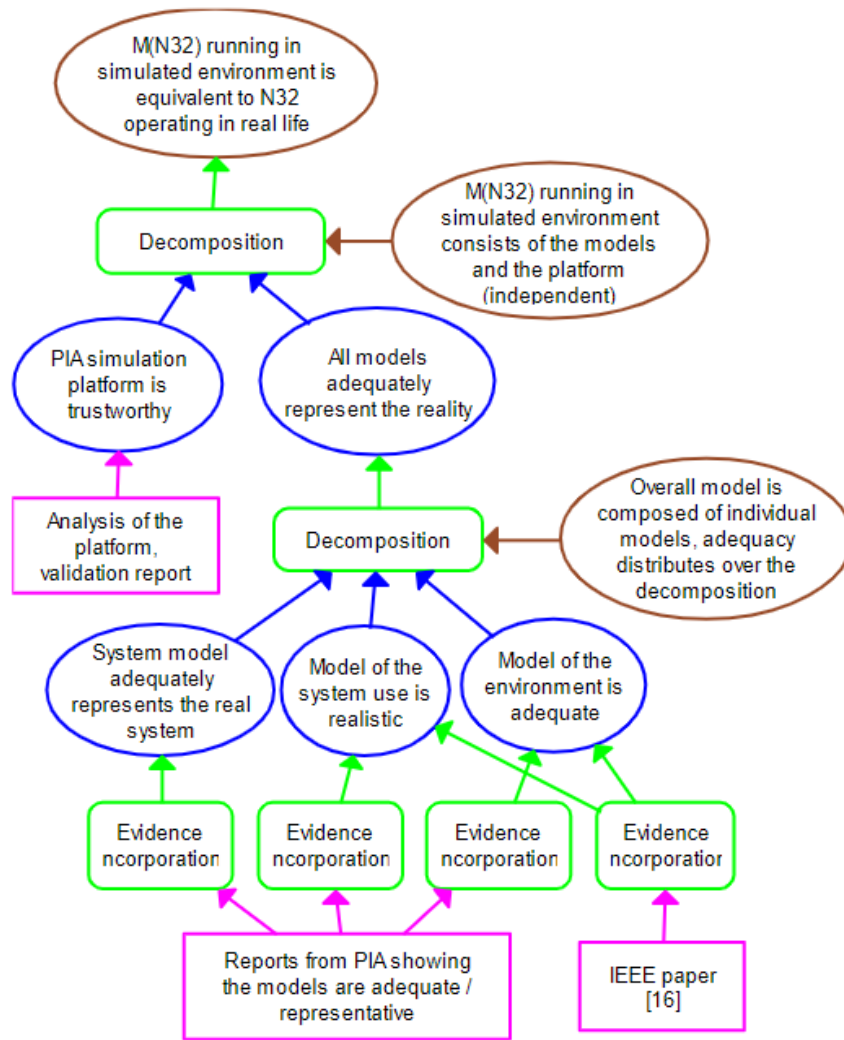 M(N32) running in
simulated environment is
equivalent to N32
operating in real life
M(N32) running in
simulated environment
consists of the models
and the platform
(independent)
Decomposition
PIA simulation
platform is
trustworthy
All models
adequately
represent the reality
Analysis of the
platform,
validation report
Decomposition
Overall model is
composed of individual
models, adequacy
distributes over the
decomposition
System model
adequately
represents the real
system
Model of the
system use is
realistic
Model of the
environment is
adequate
Evidence
ncorporation
Evidence
ncorporation
Evidence
ncorporation
Evidence
ncorporation
Reports from PIA showing
the models are adequate /
representative
IEEE paper
[16]